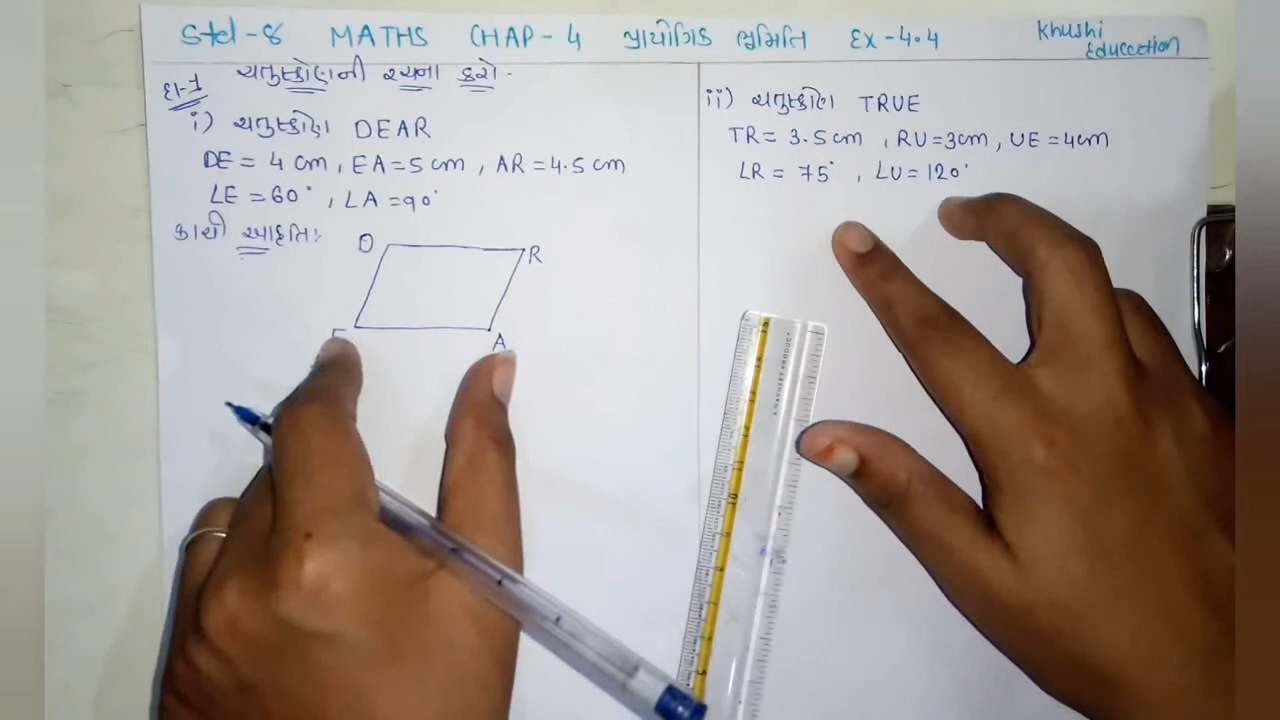 Std-8 MATHS CHAP-4 પ્રાયોગિક ભૂમિતિ Ex-4.4
Khushi Education
દા-1 ચતુષ્કોણની રચના કરો.
i) ચતુષ્કોણ DEAR
DE = 4 cm, EA = 5 cm, AR = 4.5 cm
∠E = 60°, ∠A = 90°
કાચી આકૃતિ:
D
R
E
A
ii) ચતુષ્કોણ TRUE
TR = 3.5 cm, RU = 3cm, UE = 4cm
∠R = 75°, ∠U = 120°